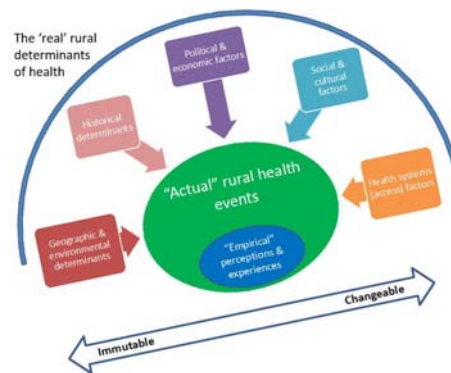 The 'real' rural
determinants
of health
Political &
economic factors
Social &
cultural
factors
Historical
determinants
"Actual" rural health
events
Health systems
(access) factors
Geographic &
environmental
determinants
"Empirical"
perceptions &
experiences
Changeable
Immutable